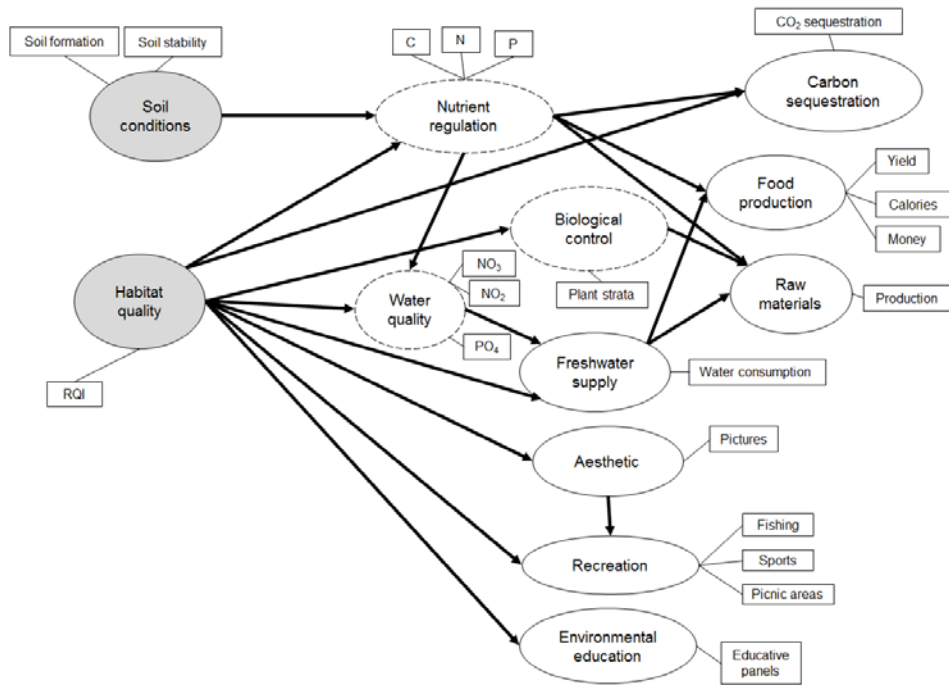 CO2 sequestration
Soil formation
Soil stability
C
N
P
Carbon
sequestration
Soil
conditions
Nutrient
regulation
Yield
Food
production
Calories
Money
Biological
control
NO3
NO2
Plant strata
Raw
materials
Production
Habitat
quality
Water
quality
PO4
Freshwater
supply
Water consumption
RQI
Aesthetic
Pictures
Fishing
Recreation
Sports
Picnic areas
Environmental
education
Educative
panels